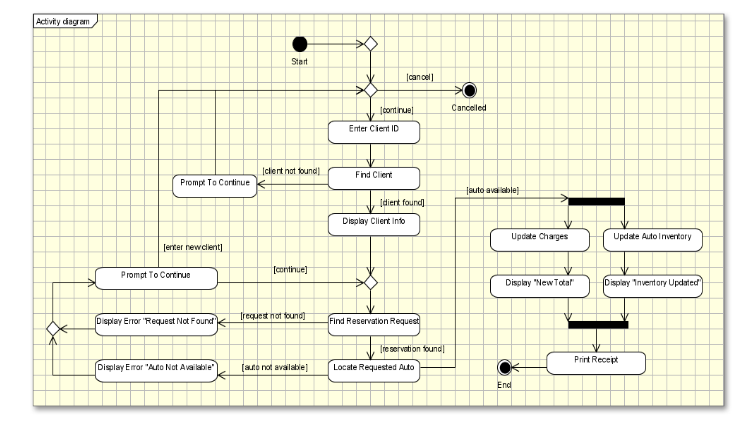 Activity diagram
Start
[cancel]
Cancelled
[continue]
Enter Client ID
Find Client
[client not found]
Prompt To Continue
[client found]
[auto available]
Display Client Info
Update Charges
Update Auto Inventory
[enter new client]
Prompt To Continue
[continue]
Display "New Total"
Display "Inventory Updated"
Display Error "Request Not Found"
[request not found]
Find Reservation Request
[reservation found]
Print Receipt
Display Error "Auto Not Available"
[auto not available]
Locate Requested Auto
End